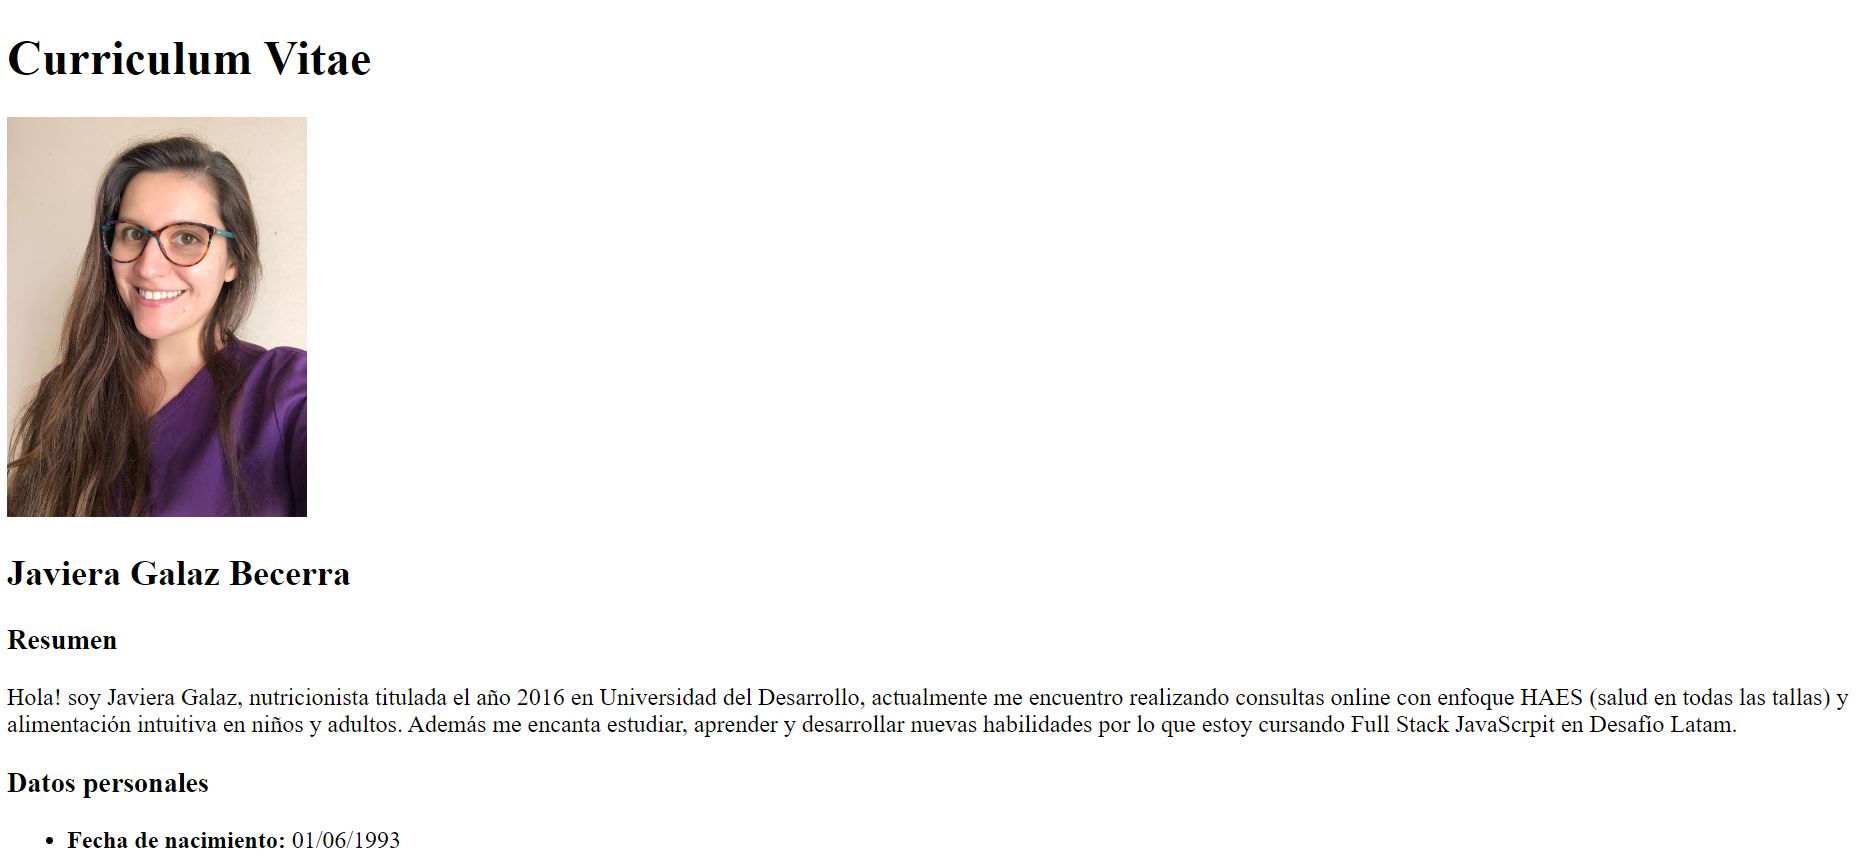 Curriculum Vitae
Javiera Galaz Becerra
Resumen
Hola! soy Javiera Galaz, nutricionista titulada el año 2016 en Universidad del Desarrollo, actualmente me encuentro realizando consultas online con enfoque HAES (salud en todas las tallas) y
alimentación intuitiva en niños y adultos. Además me encanta estudiar, aprender y desarrollar nuevas habilidades por lo que estoy cursando Full Stack JavaScrpit en Desafío Latam.
Datos personales
• Fecha de nacimiento: 01/06/1993